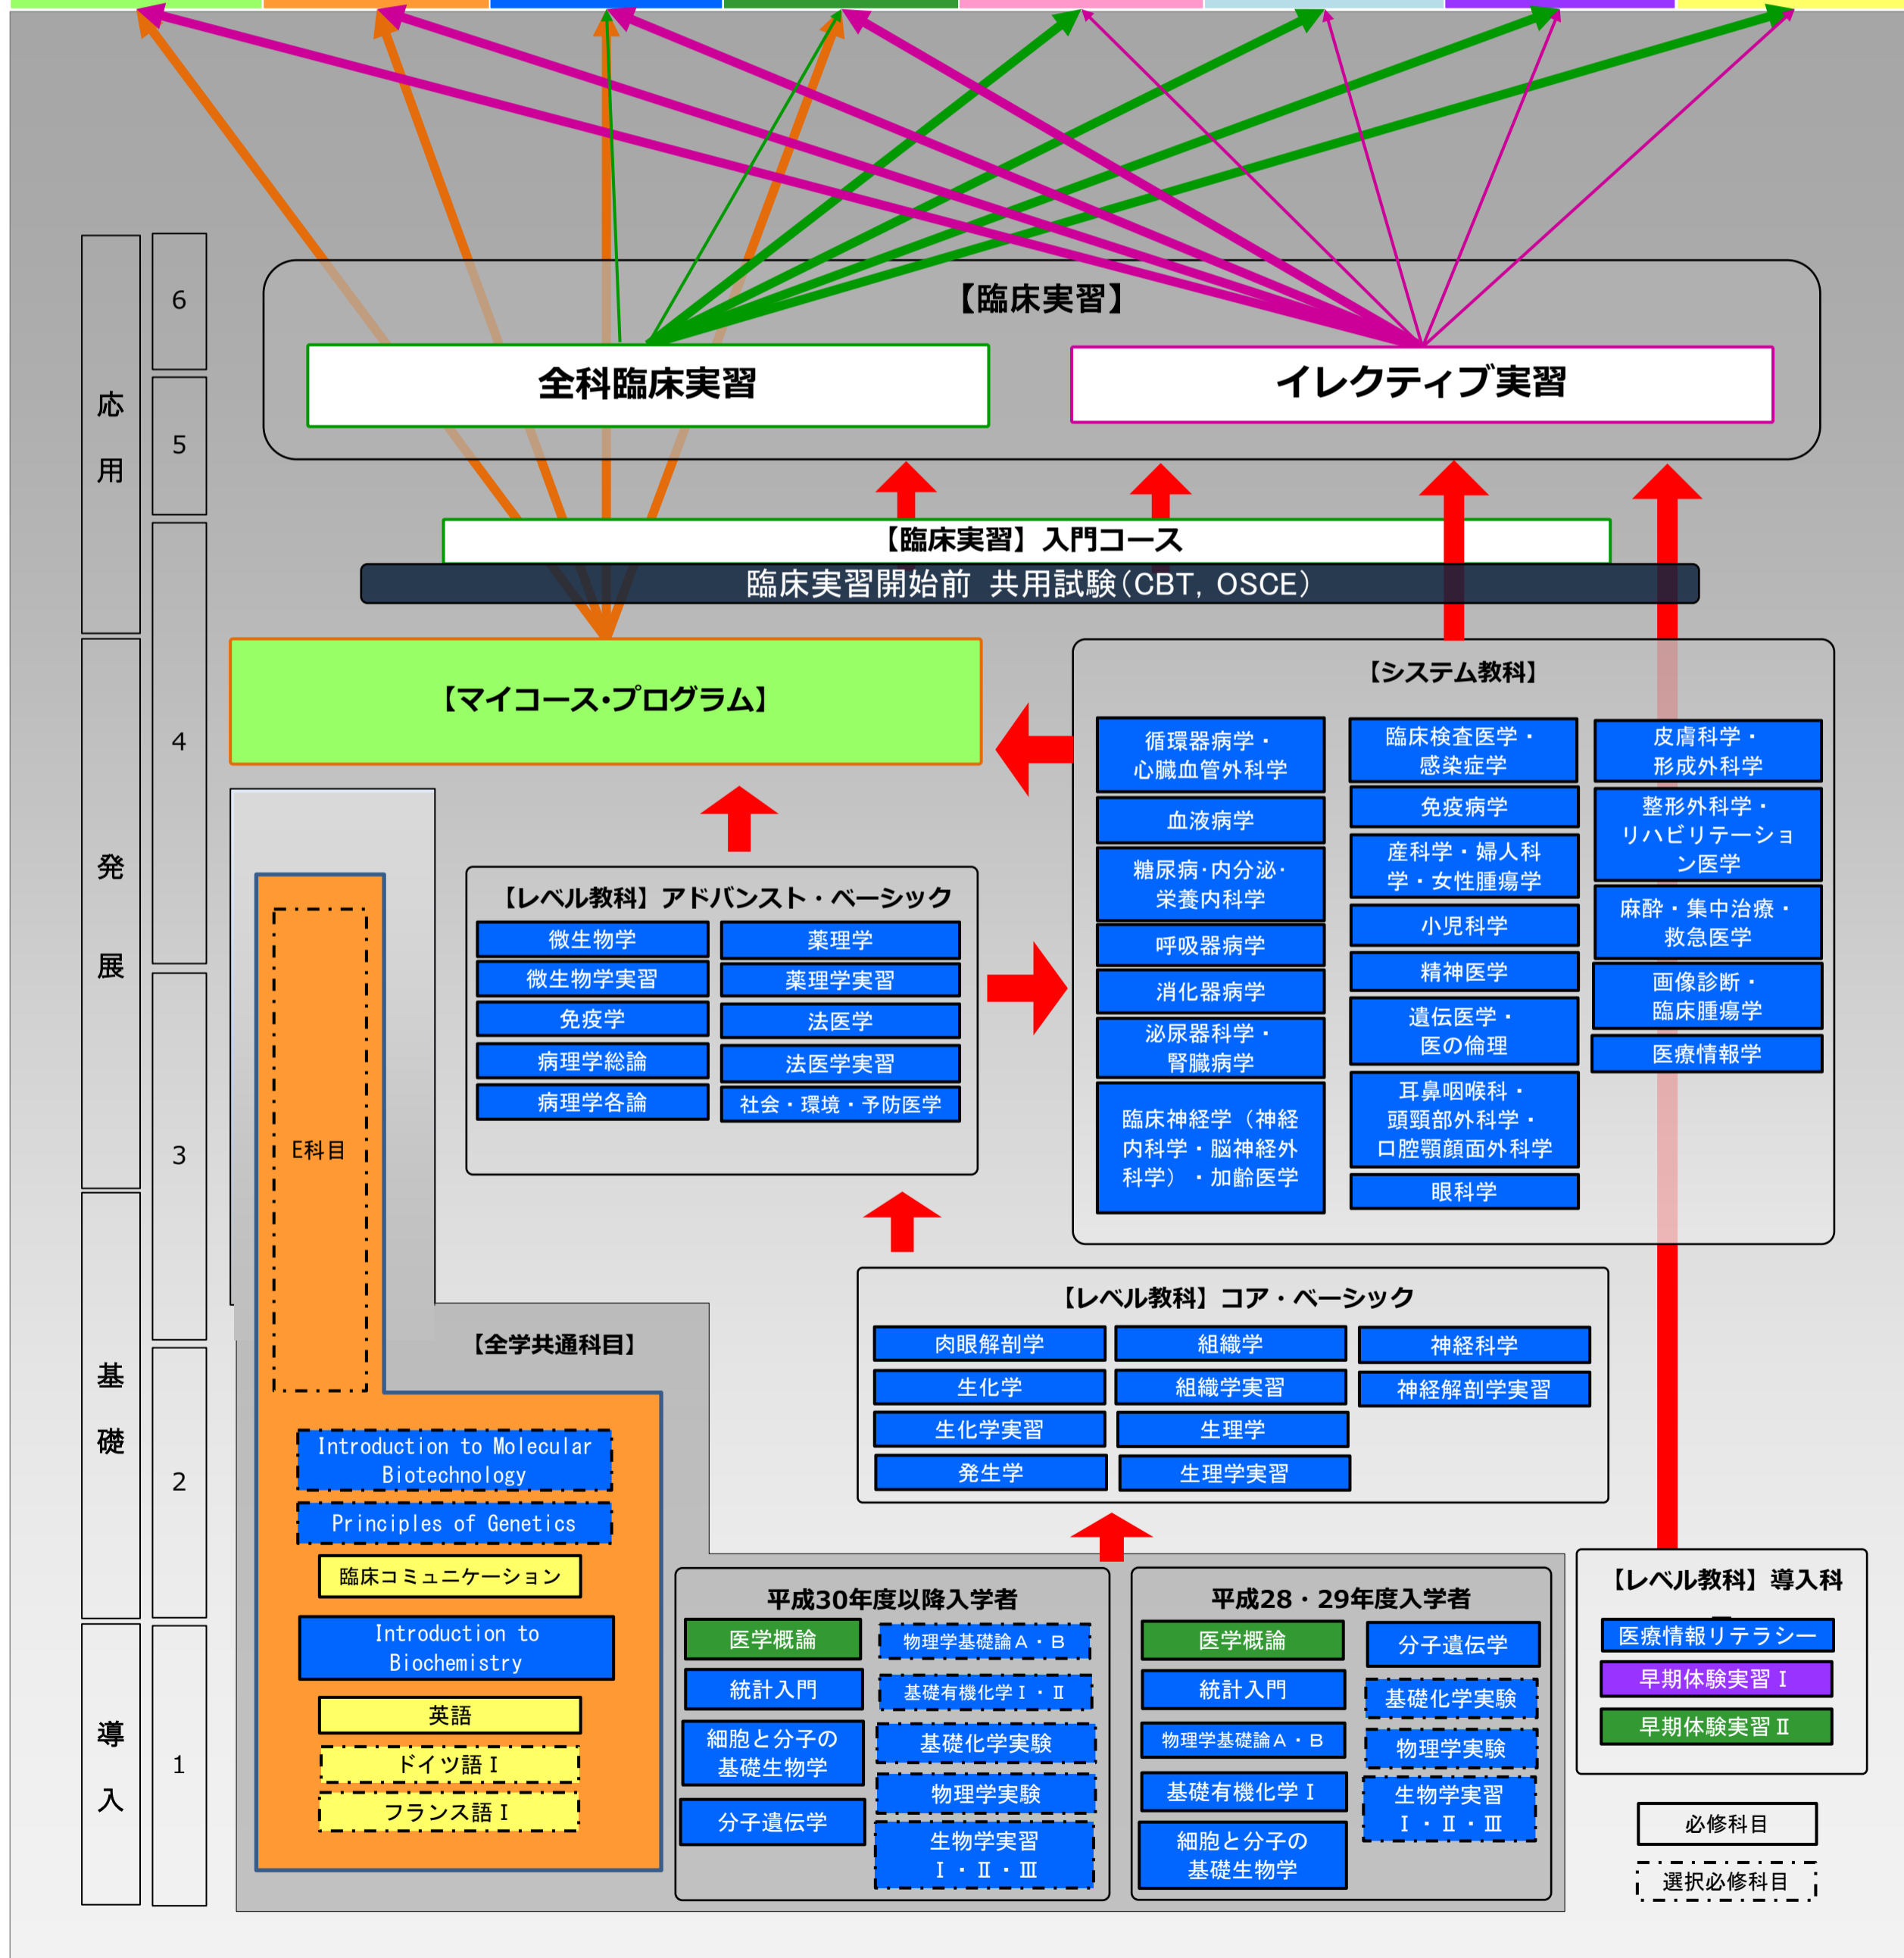 【臨床実習】
全科臨床実習
イレクティブ実習
【臨床実習】入門コース
臨床実習開始前 共用試験(CBT, OSCE)
応
用
発
展
基
礎
導
入
6
5
4
3
2
1
【マイコース・プログラム】
【システム教科】
循環器病学・
心臓血管外科学
血液病学
糖尿病・内分泌・
栄養内科学
呼吸器病学
消化器病学
泌尿器科学・
腎臓病学
臨床神経学（神経
内科学・脳神経外
科学）・加齢医学
臨床検査医学・
感染症学
免疫病学
産科学・婦人科
学・女性腫瘍学
小児科学
精神医学
遺伝医学・
医の倫理
耳鼻咽喉科・
頭頸部外科学・
口腔顎顔面外科学
眼科学
皮膚科学・
形成外科学
整形外科学・
リハビリテーショ
ン医学
麻酔・集中治療・
救急医学
画像診断・
臨床腫瘍学
医療情報学
【レベル教科】アドバンスト・ベーシック
微生物学
微生物学実習
免疫学
病理学総論
病理学各論
薬理学
薬理学実習
法医学
法医学実習
社会・環境・予防医学
【レベル教科】コア・ベーシック
肉眼解剖学
生化学
生化学実習
発生学
組織学
組織学実習
生理学
生理学実習
神経科学
神経解剖学実習
【全学共通科目】
E科目
Introduction to Molecular
Biotechnology
Principles of Genetics
臨床コミュニケーション
Introduction to
Biochemistry
英語
ドイツ語Ⅰ
フランス語Ⅰ
平成30年度以降入学者
医学概論
統計入門
細胞と分子の
基礎生物学
分子遺伝学
物理学基礎論A・B
基礎有機化学Ⅰ・Ⅱ
基礎化学実験
物理学実験
生物学実習
Ⅰ・Ⅱ・Ⅲ
平成28・29年度入学者
医学概論
統計入門
物理学基礎論A・B
基礎有機化学Ⅰ
細胞と分子の
基礎生物学
分子遺伝学
基礎化学実験
物理学実験
生物学実習
Ⅰ・Ⅱ・Ⅲ
【レベル教科】導入科
医療情報リテラシー
早期体験実習Ⅰ
早期体験実習Ⅱ
必修科目
選択必修科目